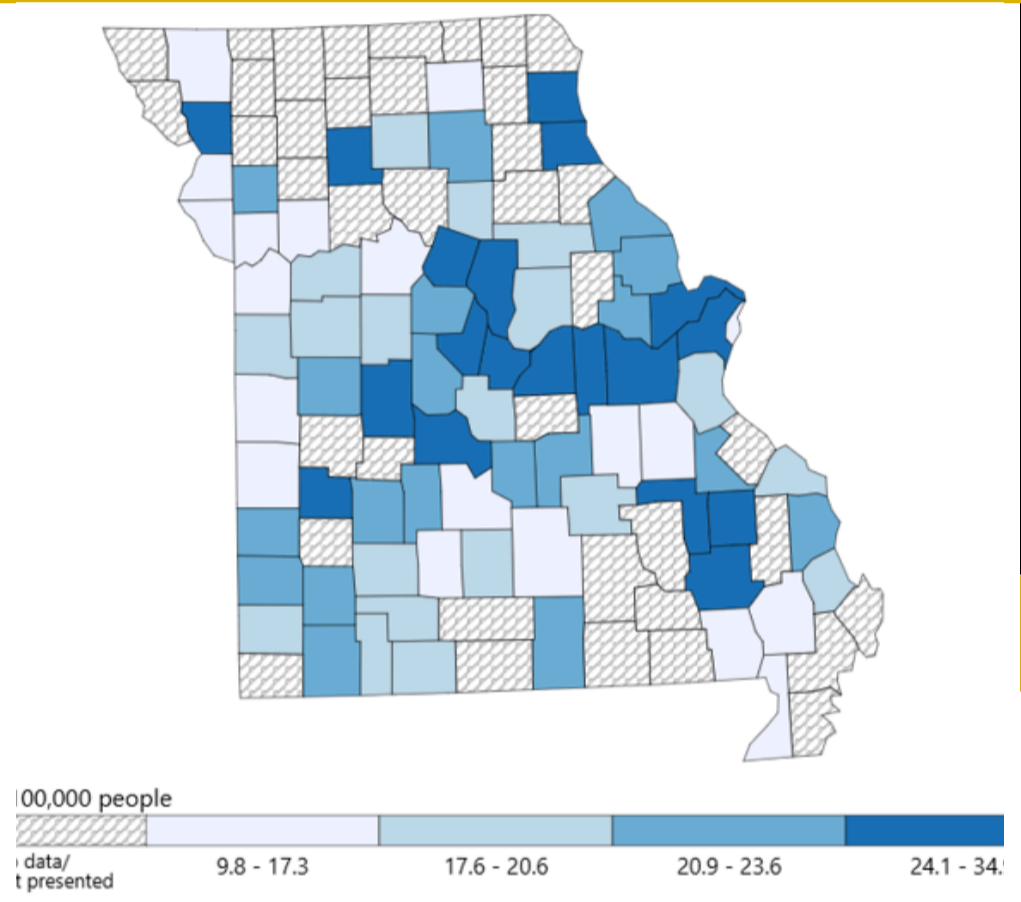 00,000 people
data/
t presented
9.8 - 17.3
17.6 - 20.6
20.9 - 23.6
24.1 - 34.